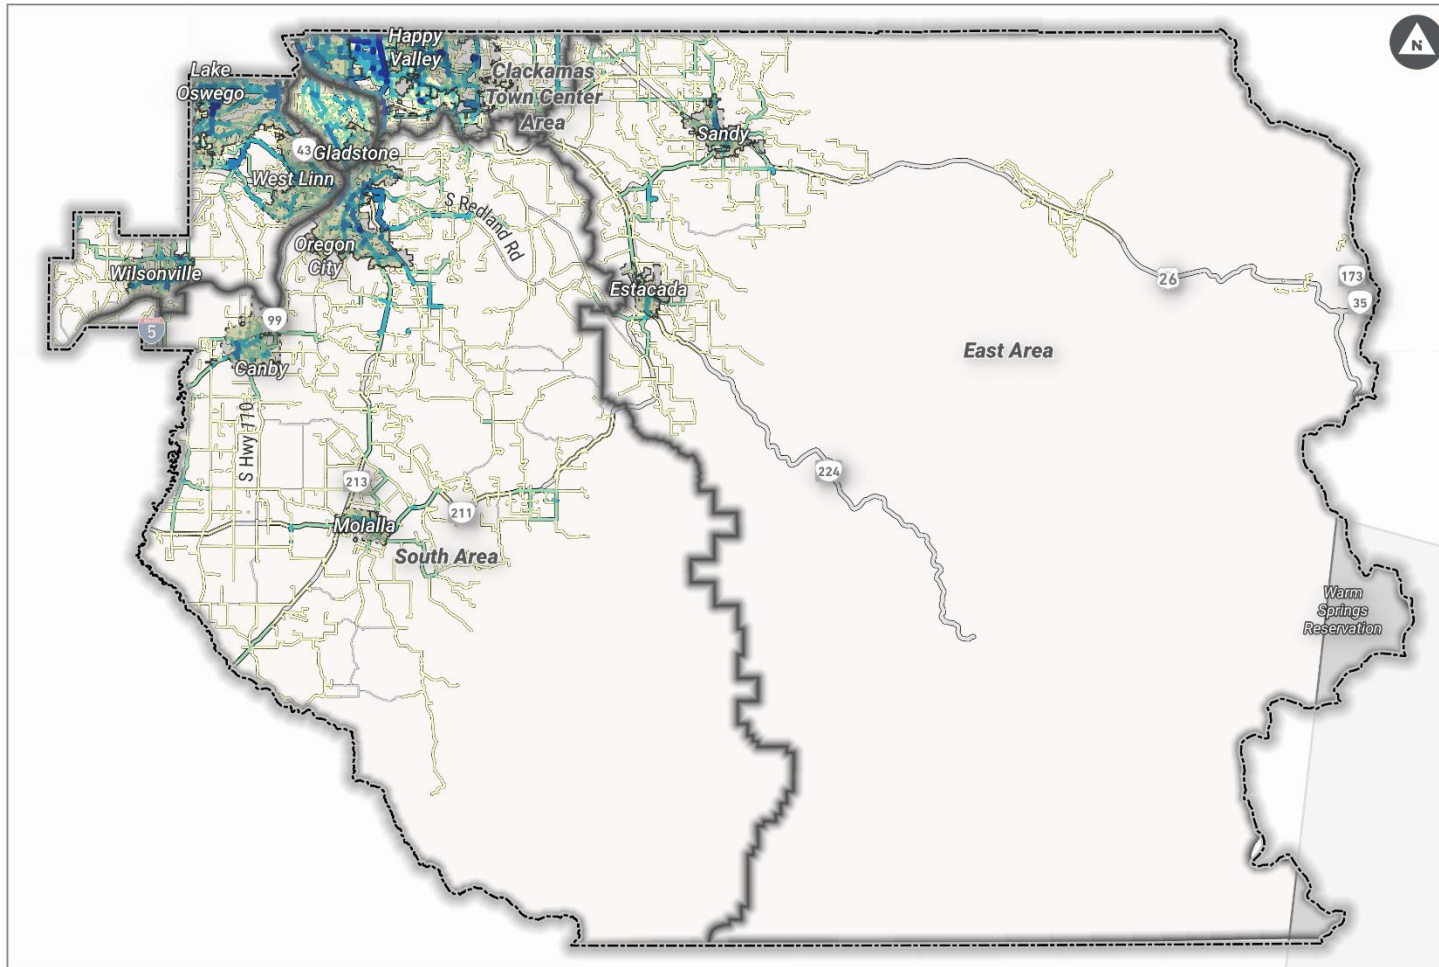 N
Happy
Valley
Lake
Oswego
Clackamas
Town Center
Area
Sandy
43
Gladstone
West Linn
S Redland Rd
Oregon
City
Wilsonville
Estacada
26
173
35
99
5
Canby
East Area
S Hwy 170
224
213
211
Molalla
South Area
Warm
Springs
Reservation